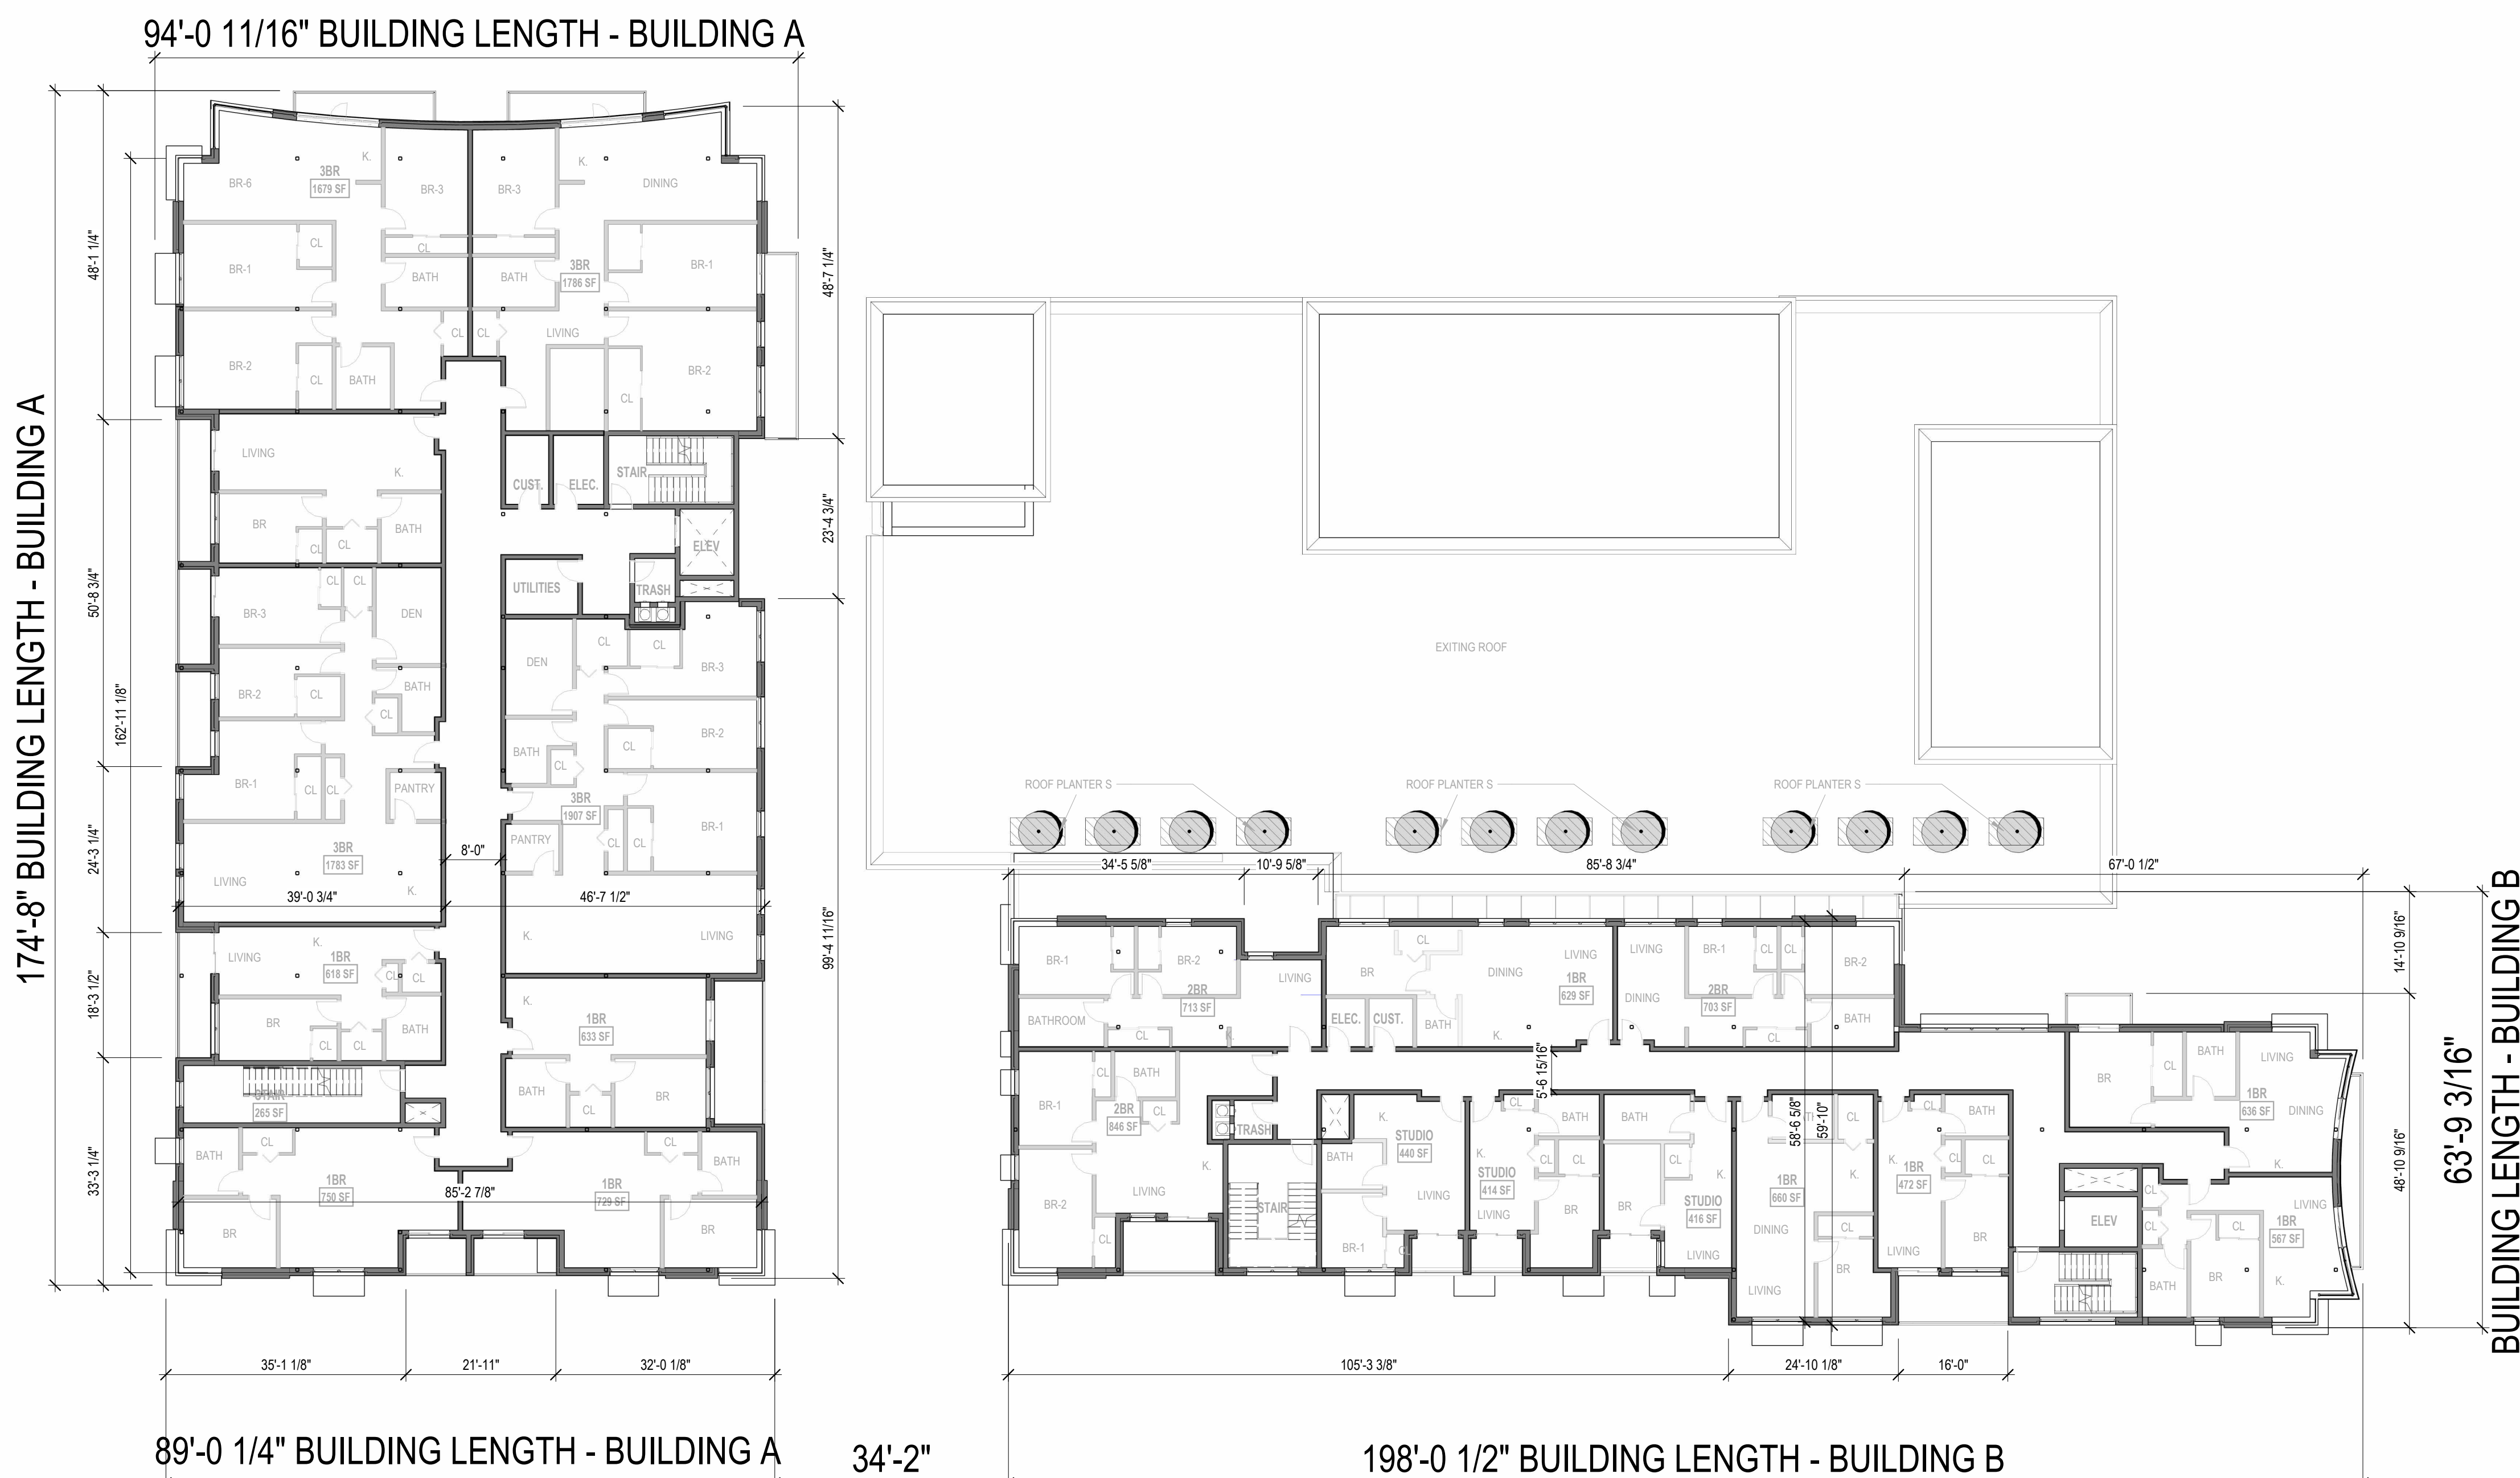 94'-0 11/16" BUILDING LENGTH - BUILDING A
174'-8" BUILDING LENGTH - BUILDING A
48'-1 1/4"
50'-8 3/4"
162'-11 1/8"
24'-3 1/4"
18'-3 1/2"
33'-3 1/4"
48'-7 1/4"
23'-4 3/4"
99'-4 11/16"
BR-6
3BR
1679 SF
K.
BR-3
BR-3
K.
DINING
BR-1
CL
CL
BATH
BATH
3BR
1786 SF
BR-1
BR-2
CL
BATH
CL
CL
LIVING
CL
BR-2
LIVING
K.
CUST.
ELEC.
STAIR
BR
CL
CL
BATH
ELEV
BR-3
CL
CL
DEN
UTILITIES
TRASH
BR-2
CL
BATH
CL
DEN
CL
CL
BR-3
BR-1
CL
CL
PANTRY
BATH
CL
CL
BR-2
3BR
1783 SF
LIVING
K.
8'-0"
3BR
1907 SF
PANTRY
CL
CL
BR-1
39'-0 3/4"
46'-7 1/2"
K.
LIVING
LIVING
K.
1BR
618 SF
CL
CL
BR
CL
CL
BATH
K.
1BR
633 SF
BATH
CL
BR
STAIR
265 SF
BATH
CL
1BR
750 SF
BR
85'-2 7/8"
1BR
729 SF
CL
BATH
BR
35'-1 1/8"
21'-11"
32'-0 1/8"
89'-0 1/4" BUILDING LENGTH - BUILDING A
34'-2"
EXITING ROOF
ROOF PLANTER S
ROOF PLANTER S
ROOF PLANTER S
34'-5 5/8"
10'-9 5/8"
85'-8 3/4"
67'-0 1/2"
BR-1
BR-2
2BR
713 SF
LIVING
BATHROOM
CL
BR
CL
DINING
LIVING
1BR
629 SF
ELEC.
CUST.
BATH
K.
LIVING
BR-1
CL
CL
BR-2
DINING
2BR
703 SF
CL
BATH
5'-6 15/16"
58'-6 5/8"
59'-10"
CL
BATH
BR-1
2BR
846 SF
CL
BR-2
CL
LIVING
K.
TRASH
STAIR
K.
STUDIO
440 SF
BATH
LIVING
BR-1
CL
BATH
K.
STUDIO
414 SF
CL
CL
LIVING
BR
BATH
CL
BR
K.
STUDIO
416 SF
LIVING
CL
K.
1BR
660 SF
DINING
CL
LIVING
BR
CL
BATH
K.
1BR
472 SF
CL
CL
LIVING
BR
BR
CL
BATH
LIVING
1BR
636 SF
DINING
K.
ELEV
CL
CL
CL
LIVING
1BR
567 SF
BATH
BR
K.
14'-10 9/16"
48'-10 9/16"
63'-9 3/16"
BUILDING LENGTH - BUILDING B
105'-3 3/8"
24'-10 1/8"
16'-0"
198'-0 1/2" BUILDING LENGTH - BUILDING B